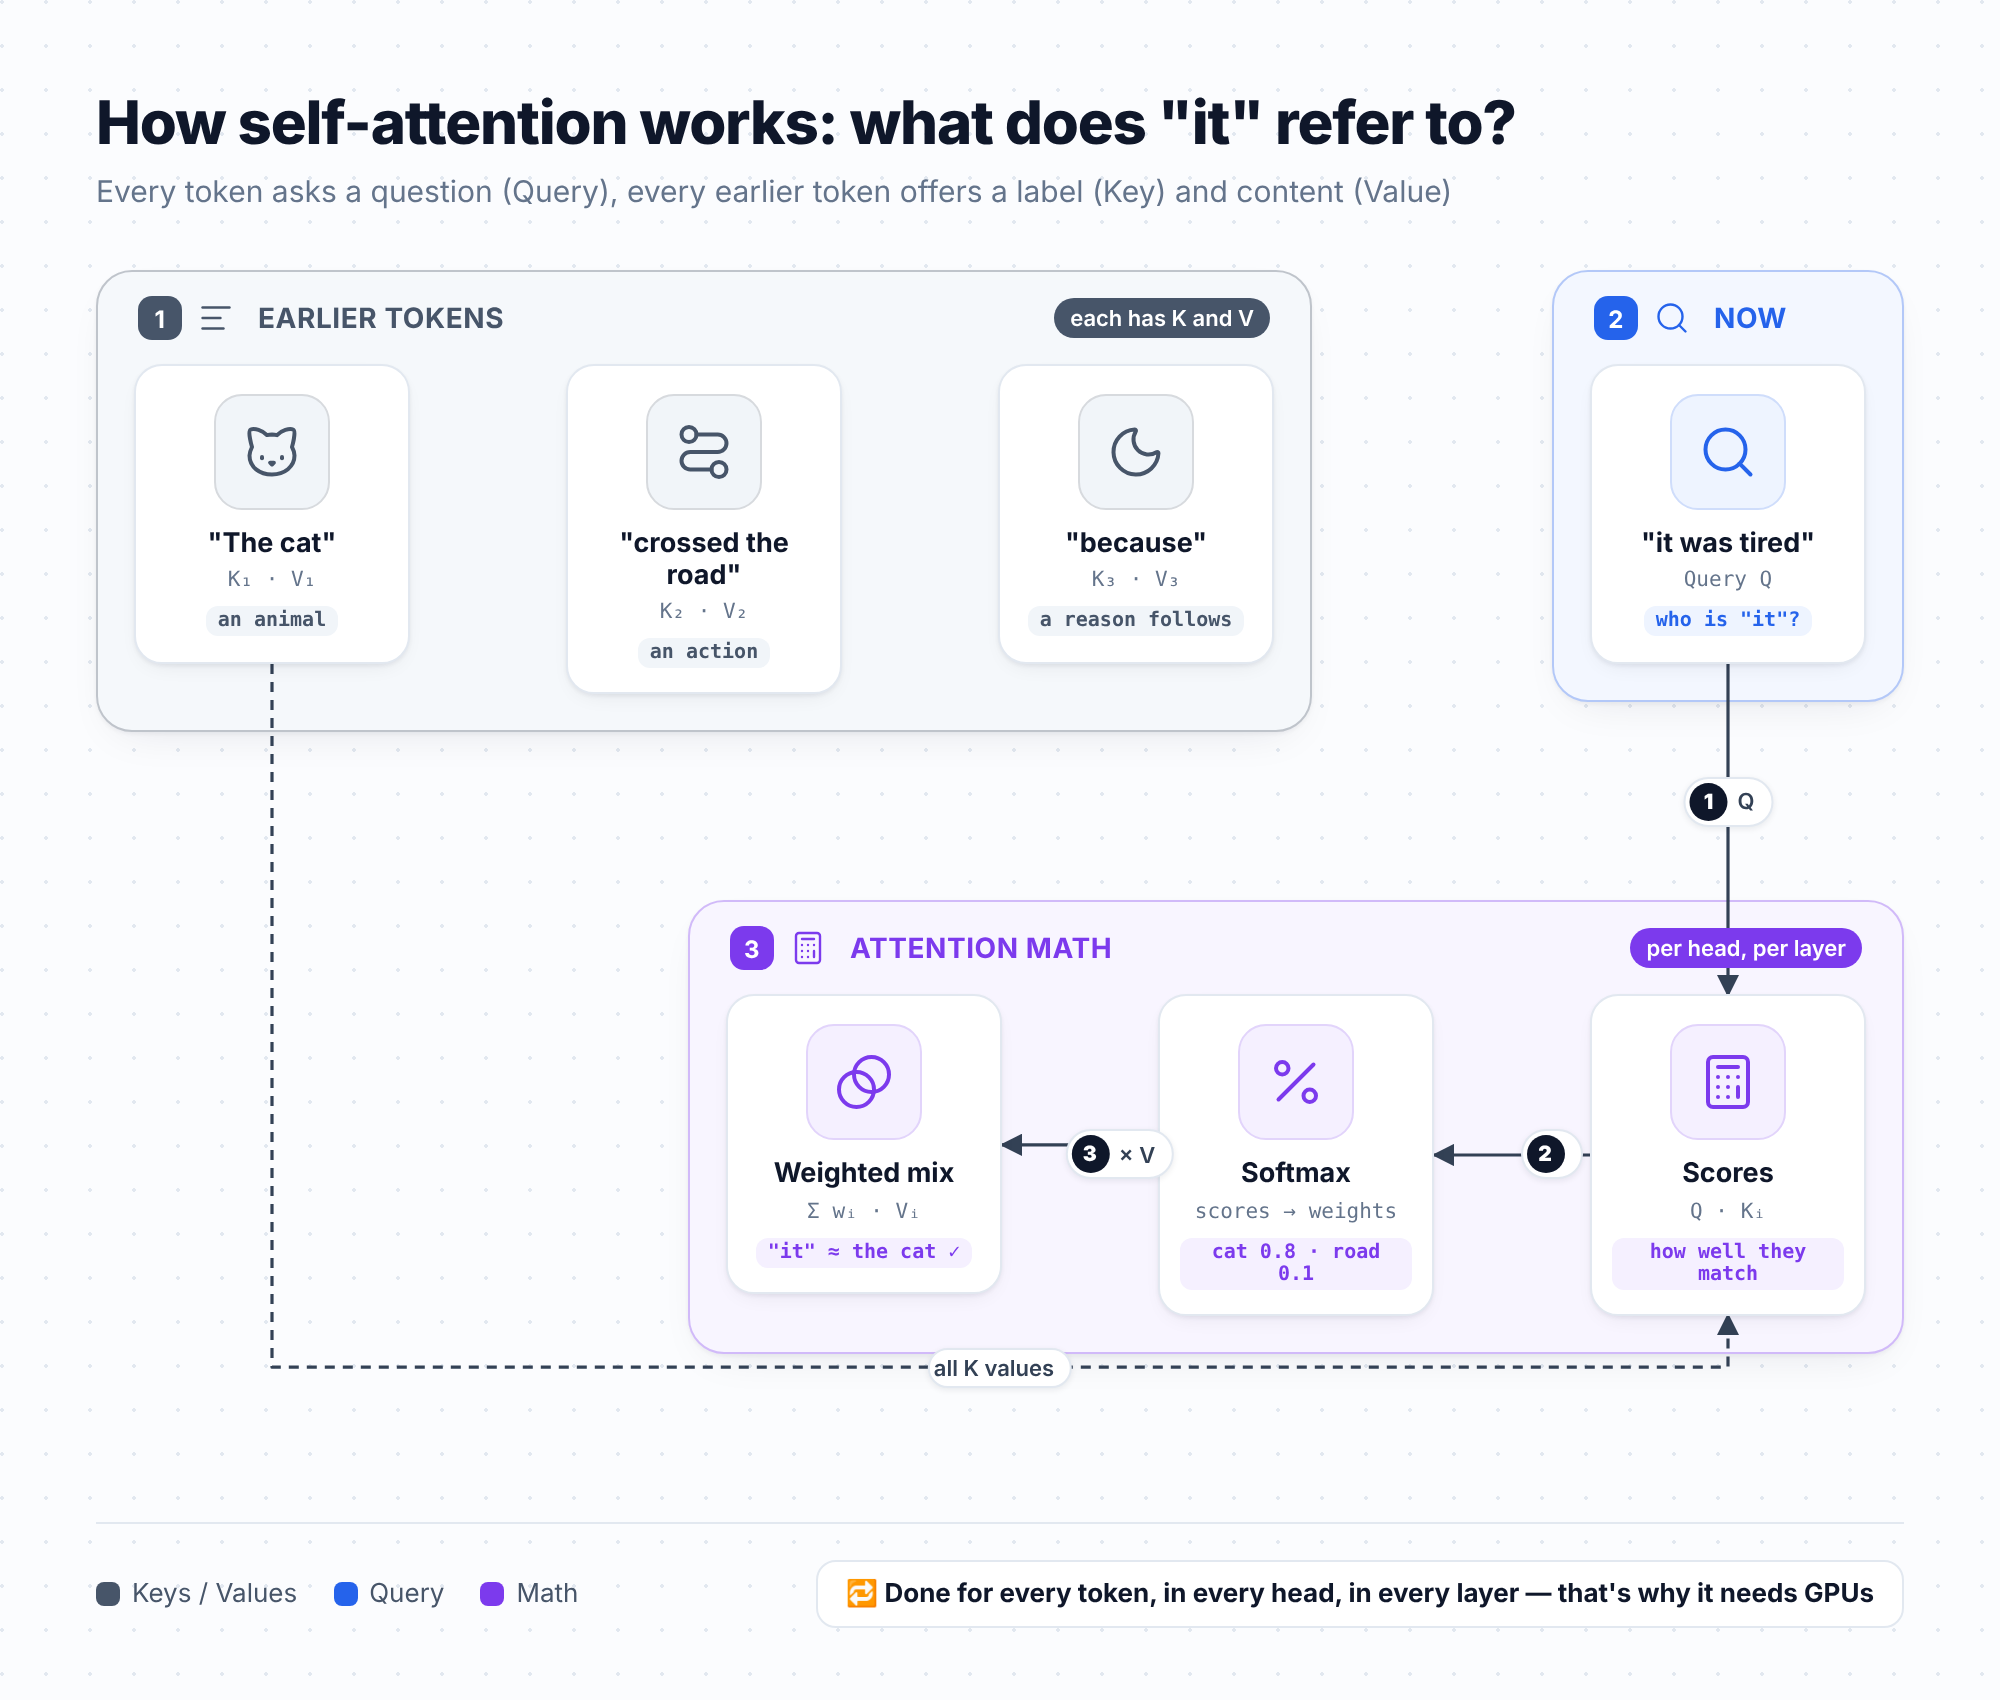 How self-attention works: what does "it" refer to?
Every token asks a question (Query), every earlier token offers a label (Key) and content (Value)
1 EARLIER TOKENS
each has K and V
"The cat"
K₁ · V₁
an animal
"crossed the
road"
K₂ · V₂
an action
"because"
K₃ · V₃
a reason follows
2 NOW
"it was tired"
Query Q
who is "it"?
1 Q
3 ATTENTION MATH
per head, per layer
Weighted mix
Σ wᵢ · Vᵢ
"it" ≈ the cat ✓
3 × V
Softmax
scores → weights
cat 0.8 · road
0.1
2
Scores
Q · Kᵢ
how well they
match
all K values
Keys / Values
Query
Math
🔁 Done for every token, in every head, in every layer — that's why it needs GPUs